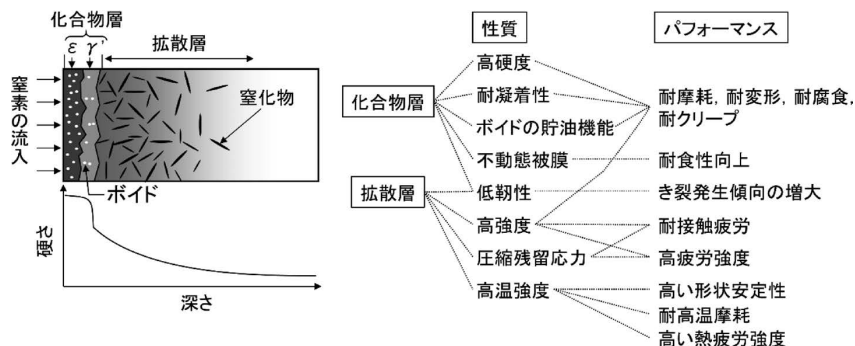 化合物層
ε γ'
拡散層
窒素の流入
窒化物
ボイド
硬さ
深さ
性質
パフォーマンス
化合物層
拡散層
高硬度
耐凝着性
ボイドの貯油機能
不動態被膜
低靭性
高強度
圧縮残留応力
高温強度
耐摩耗, 耐変形, 耐腐食,
耐クリープ
耐食性向上
き裂発生傾向の増大
耐接触疲労
高疲労強度
高い形状安定性
耐高温摩耗
高い熱疲労強度